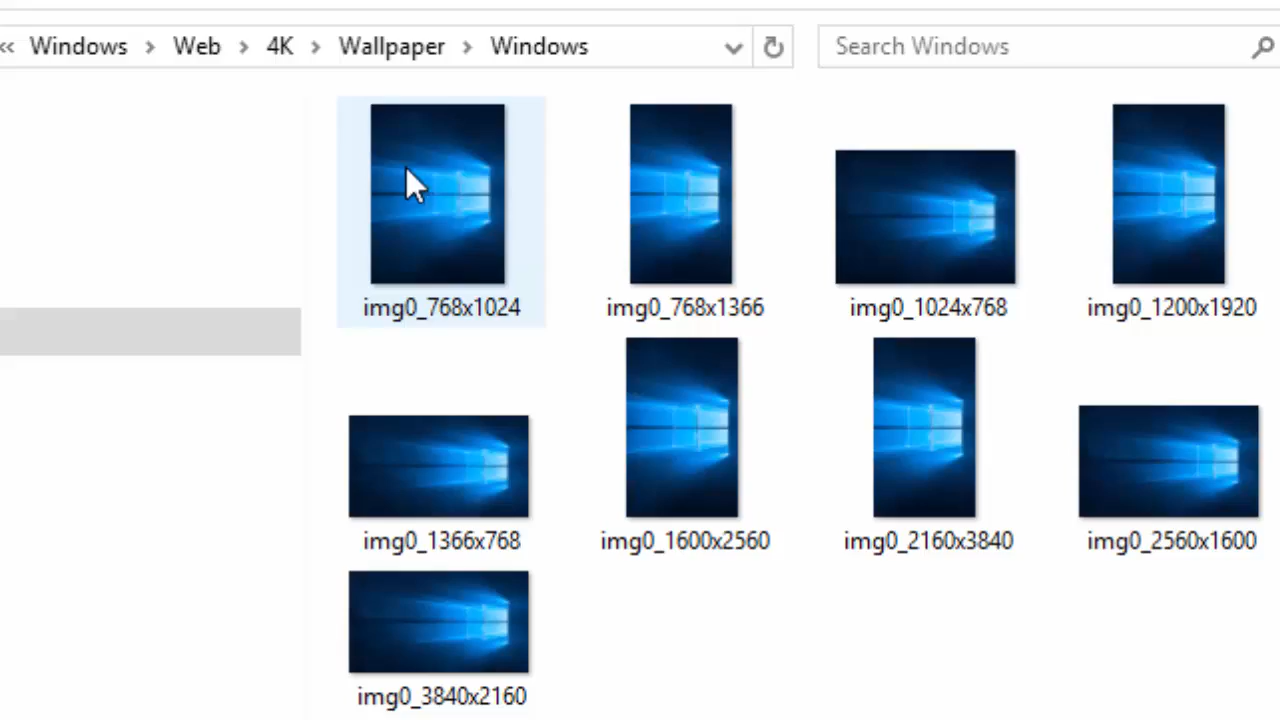 « Windows > Web > 4K > Wallpaper > Windows
Search Windows
img0_768x1024 img0_768x1366 img0_1024x768 img0_1200x1920
img0_1366x768 img0_1600x2560 img0_2160x3840 img0_2560x1600
img0_3840x2160